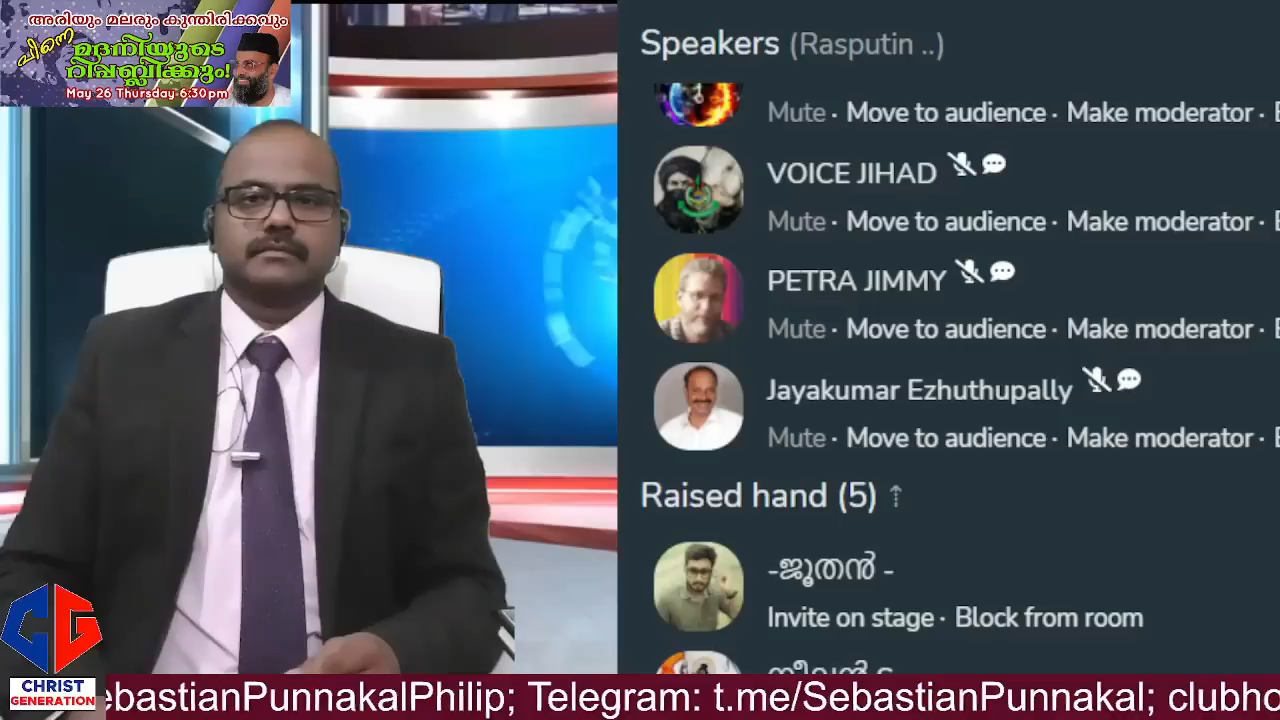 അരിയും മലരും കുന്തിരിക്കവും
പിന്നെ മദനിയുടെ
റിപ്പബ്ലിക്കും!
May 26 Thursday 6:30pm
Speakers (Rasputin ..)
Mute · Move to audience · Make moderator ·
VOICE JIHAD
Mute · Move to audience · Make moderator ·
PETRA JIMMY
Mute · Move to audience · Make moderator ·
Jayakumar Ezhuthupally
Mute · Move to audience · Make moderator ·
Raised hand (5)
-ജൂതൻ -
Invite on stage · Block from room
CG
CHRIST
GENERATION
ebastianPunnakalPhilip; Telegram: t.me/SebastianPunnakal; clubho